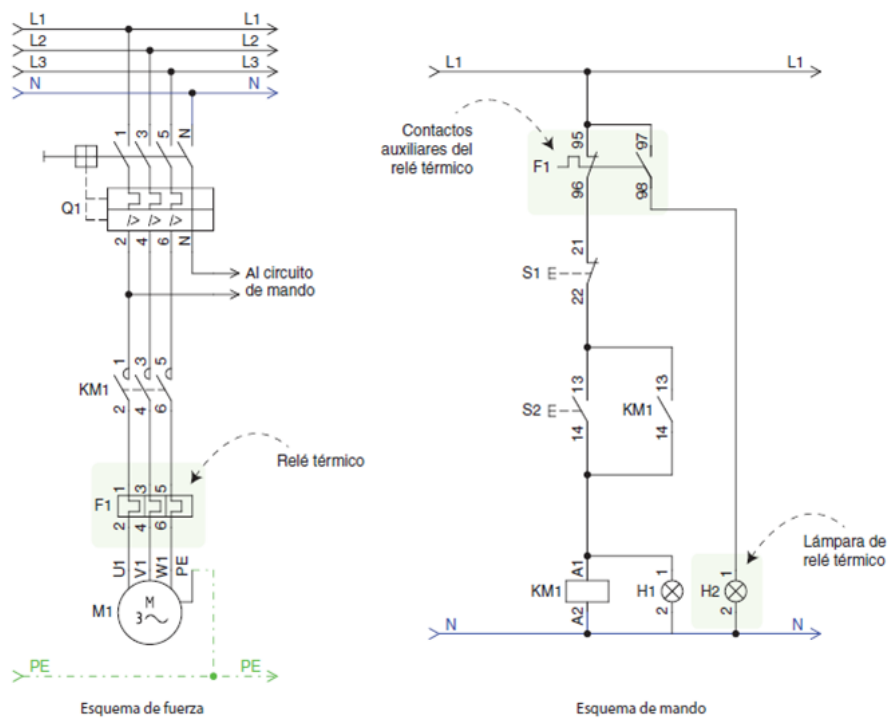 L1 L1
L2 L2
L3 L3
N N
1 3 5 N
Q1
2 4 6 N
Al circuito
de mando
1 3 5
KM1
2 4 6
Relé térmico
1 3 5
F1
2 4 6
U1 V1 W1 PE
M1
M
3
PE PE
Esquema de fuerza
L1 L1
Contactos
auxiliares del
relé térmico
95 97
F1
96 98
21
S1
22
13 13
S2 KM1
14 14
Lámpara de
relé térmico
A1 1 1
KM1 H1 H2
A2 2 2
N N
Esquema de mando